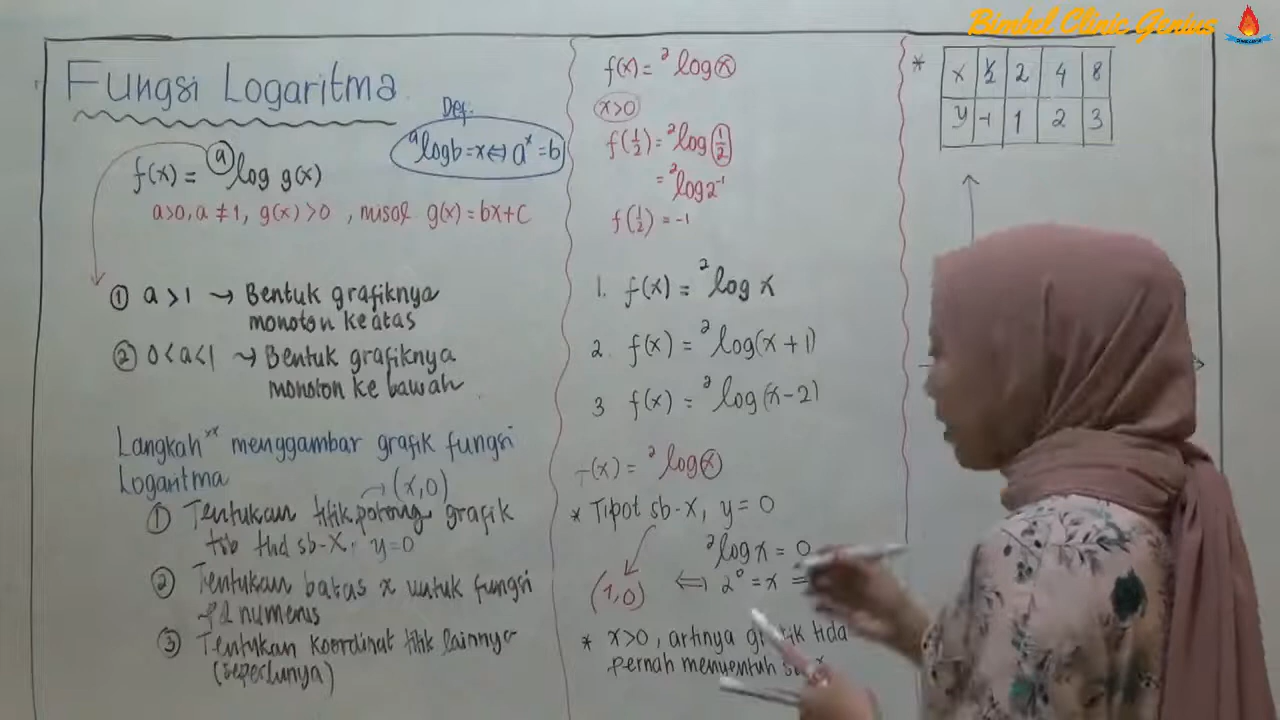 Bimbel Clinic Genius
Fungsi Logaritma
Def.
ᵃlog b = x ⇔ aˣ = b
f(x) = ᵃlog g(x)
a>0, a ≠ 1, g(x) > 0 , misal g(x) = bx + c
① a > 1 → Bentuk grafiknya
monoton keatas
② 0 < a < 1 → Bentuk grafiknya
monoton ke bawah
Langkah" menggambar grafik fungsi
Logaritma
→ (x,0)
① Tentukan titik potong grafik
tsb thd sb-X, y=0
② Tentukan batas x untuk fungsi
pd numerus
③ Tentukan koordinat titik lainnya
(seperlunya)
f(x) = ²log x
x>0
f(½) = ²log ½
= ²log 2⁻¹
f(½) = -1
1. f(x) = ²log x
2. f(x) = ²log(x + 1)
3 f(x) = ²log(x-2)
f(x) = ²log x
* Tipot sb-X, y = 0
²log x = 0
(1,0) ⇔ 2⁰ = x =
* x>0, artinya
pernah menyentuh
* x ½ 2 4 8
y -1 1 2 3